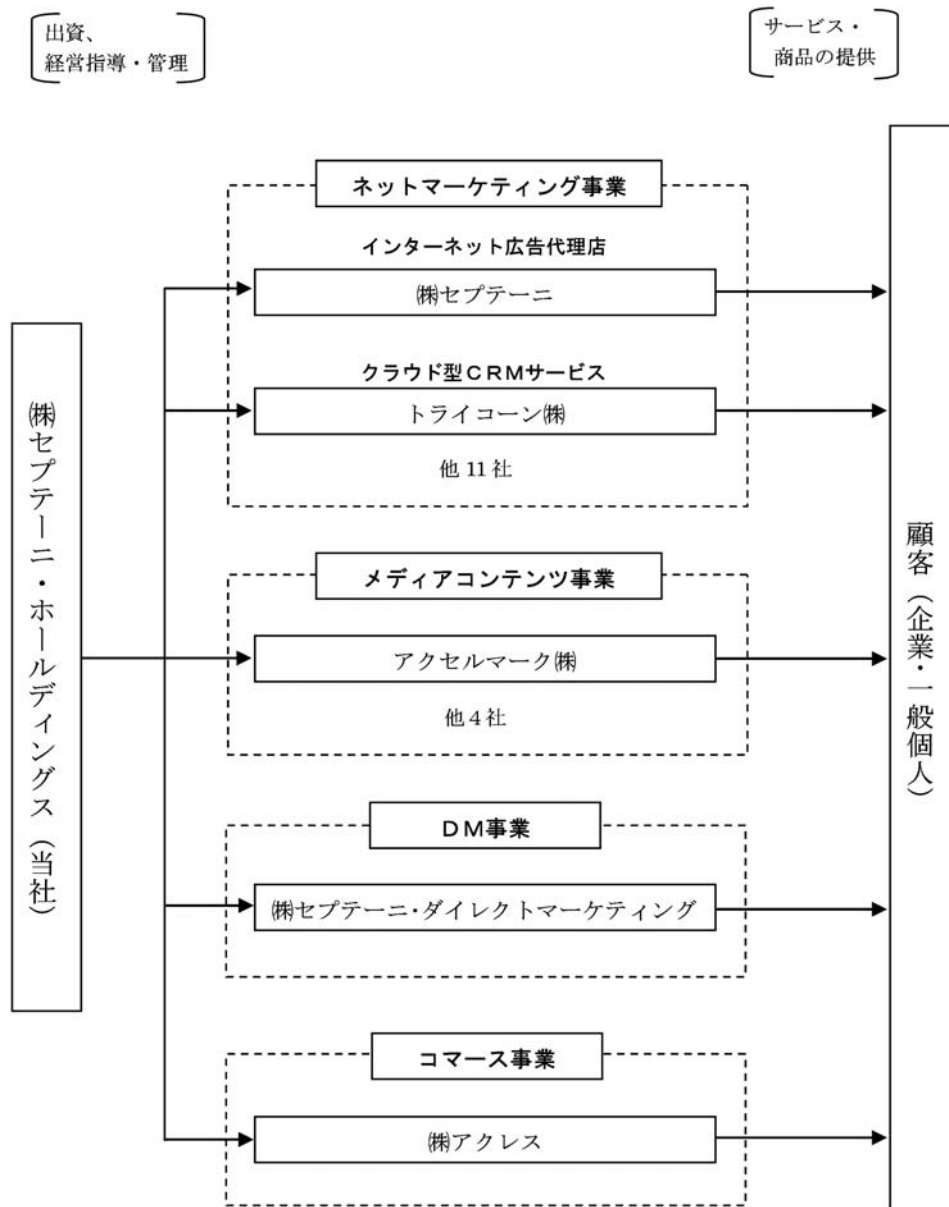 出資、
経営指導・管理
サービス・
商品の提供
㈱セプテーニ・ホールディングス（当社）
ネットマーケティング事業
インターネット広告代理店
㈱セプテーニ
クラウド型ＣＲＭサービス
トライコーン㈱
他 11 社
メディアコンテンツ事業
アクセルマーク㈱
他 4 社
ＤＭ事業
㈱セプテーニ・ダイレクトマーケティング
コマース事業
㈱アクレス
顧客（企業・一般個人）